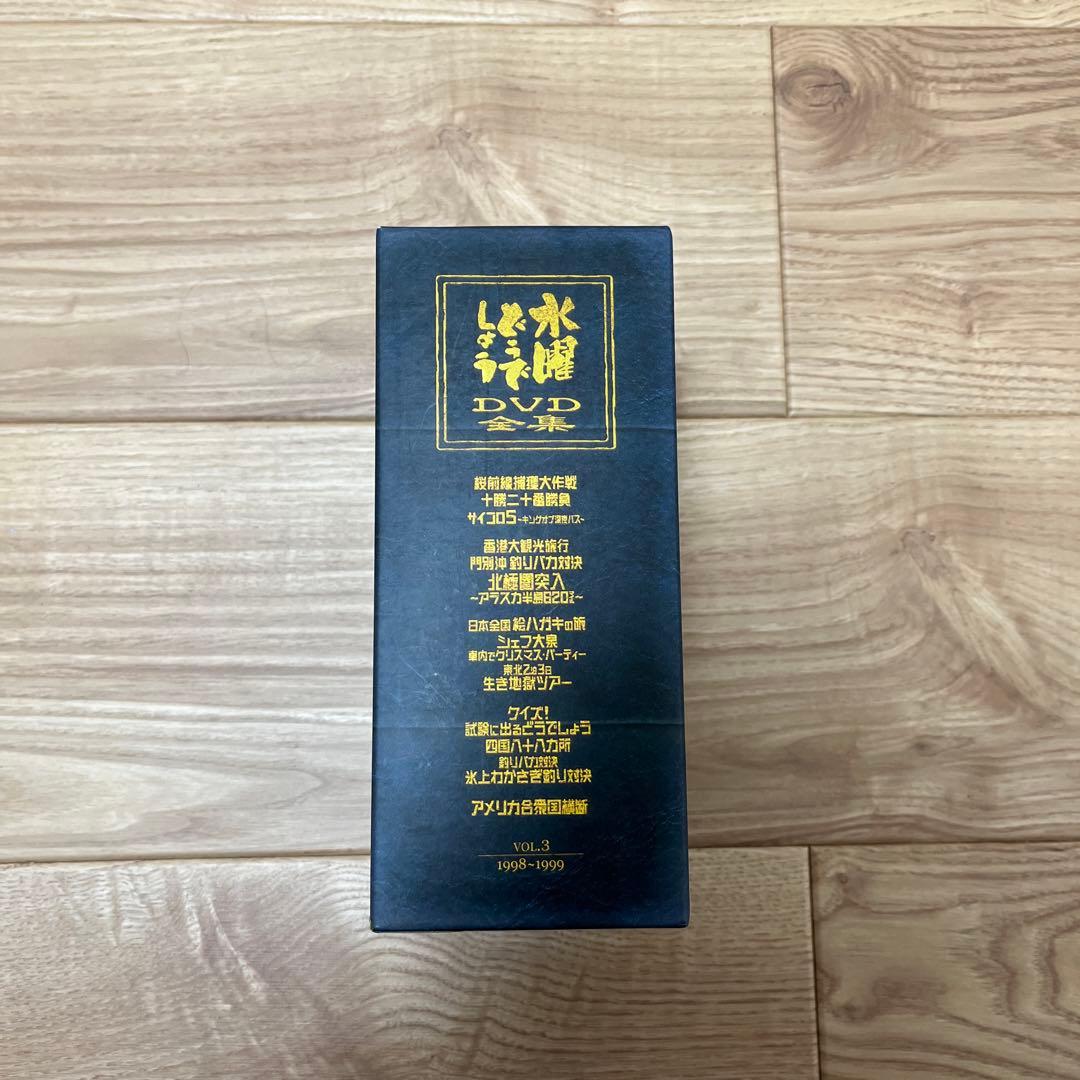 水曜
どうで
しょう
DVD
全集
桜前線捕獲大作戦
十勝二十番勝負
サイコロ5~キングオブ深夜バス~
香港大観光旅行
門別沖 釣りバカ対決
北極圏突入
~アラスカ半島620マイル~
日本全国 絵ハガキの旅
シェフ大泉
車内でクリスマス・パーティー
東北2泊3日
生き地獄ツアー
クイズ!
試験に出るどうでしょう
四国八十八カ所
釣りバカ対決
氷上わかさぎ釣り対決
アメリカ合衆国横断
VOL.3
1998~1999